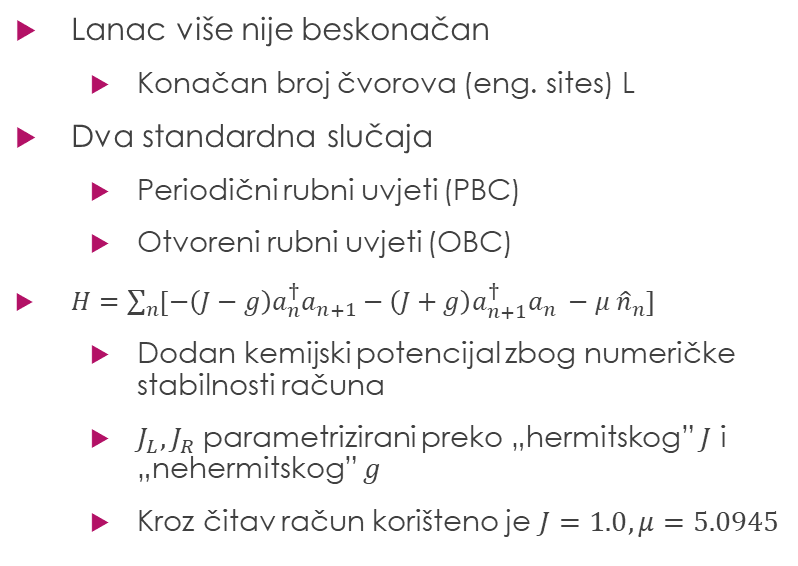 Lanac više nije beskonačan
Konačan broj čvorova (eng. sites) L
Dva standardna slučaja
Periodični rubni uvjeti (PBC)
Otvoreni rubni uvjeti (OBC)
$H = \sum_n[-(J-g)a_n^\dagger a_{n+1} - (J+g)a_{n+1}^\dagger a_n - \mu\,\hat{n}_n]$
Dodan kemijski potencijal zbog numeričke
stabilnosti računa
$J_L, J_R$ parametrizirani preko „hermitskog” $J$ i
„nehermitskog” $g$
Kroz čitav račun korišteno je $J = 1.0, \mu = 5.0945$